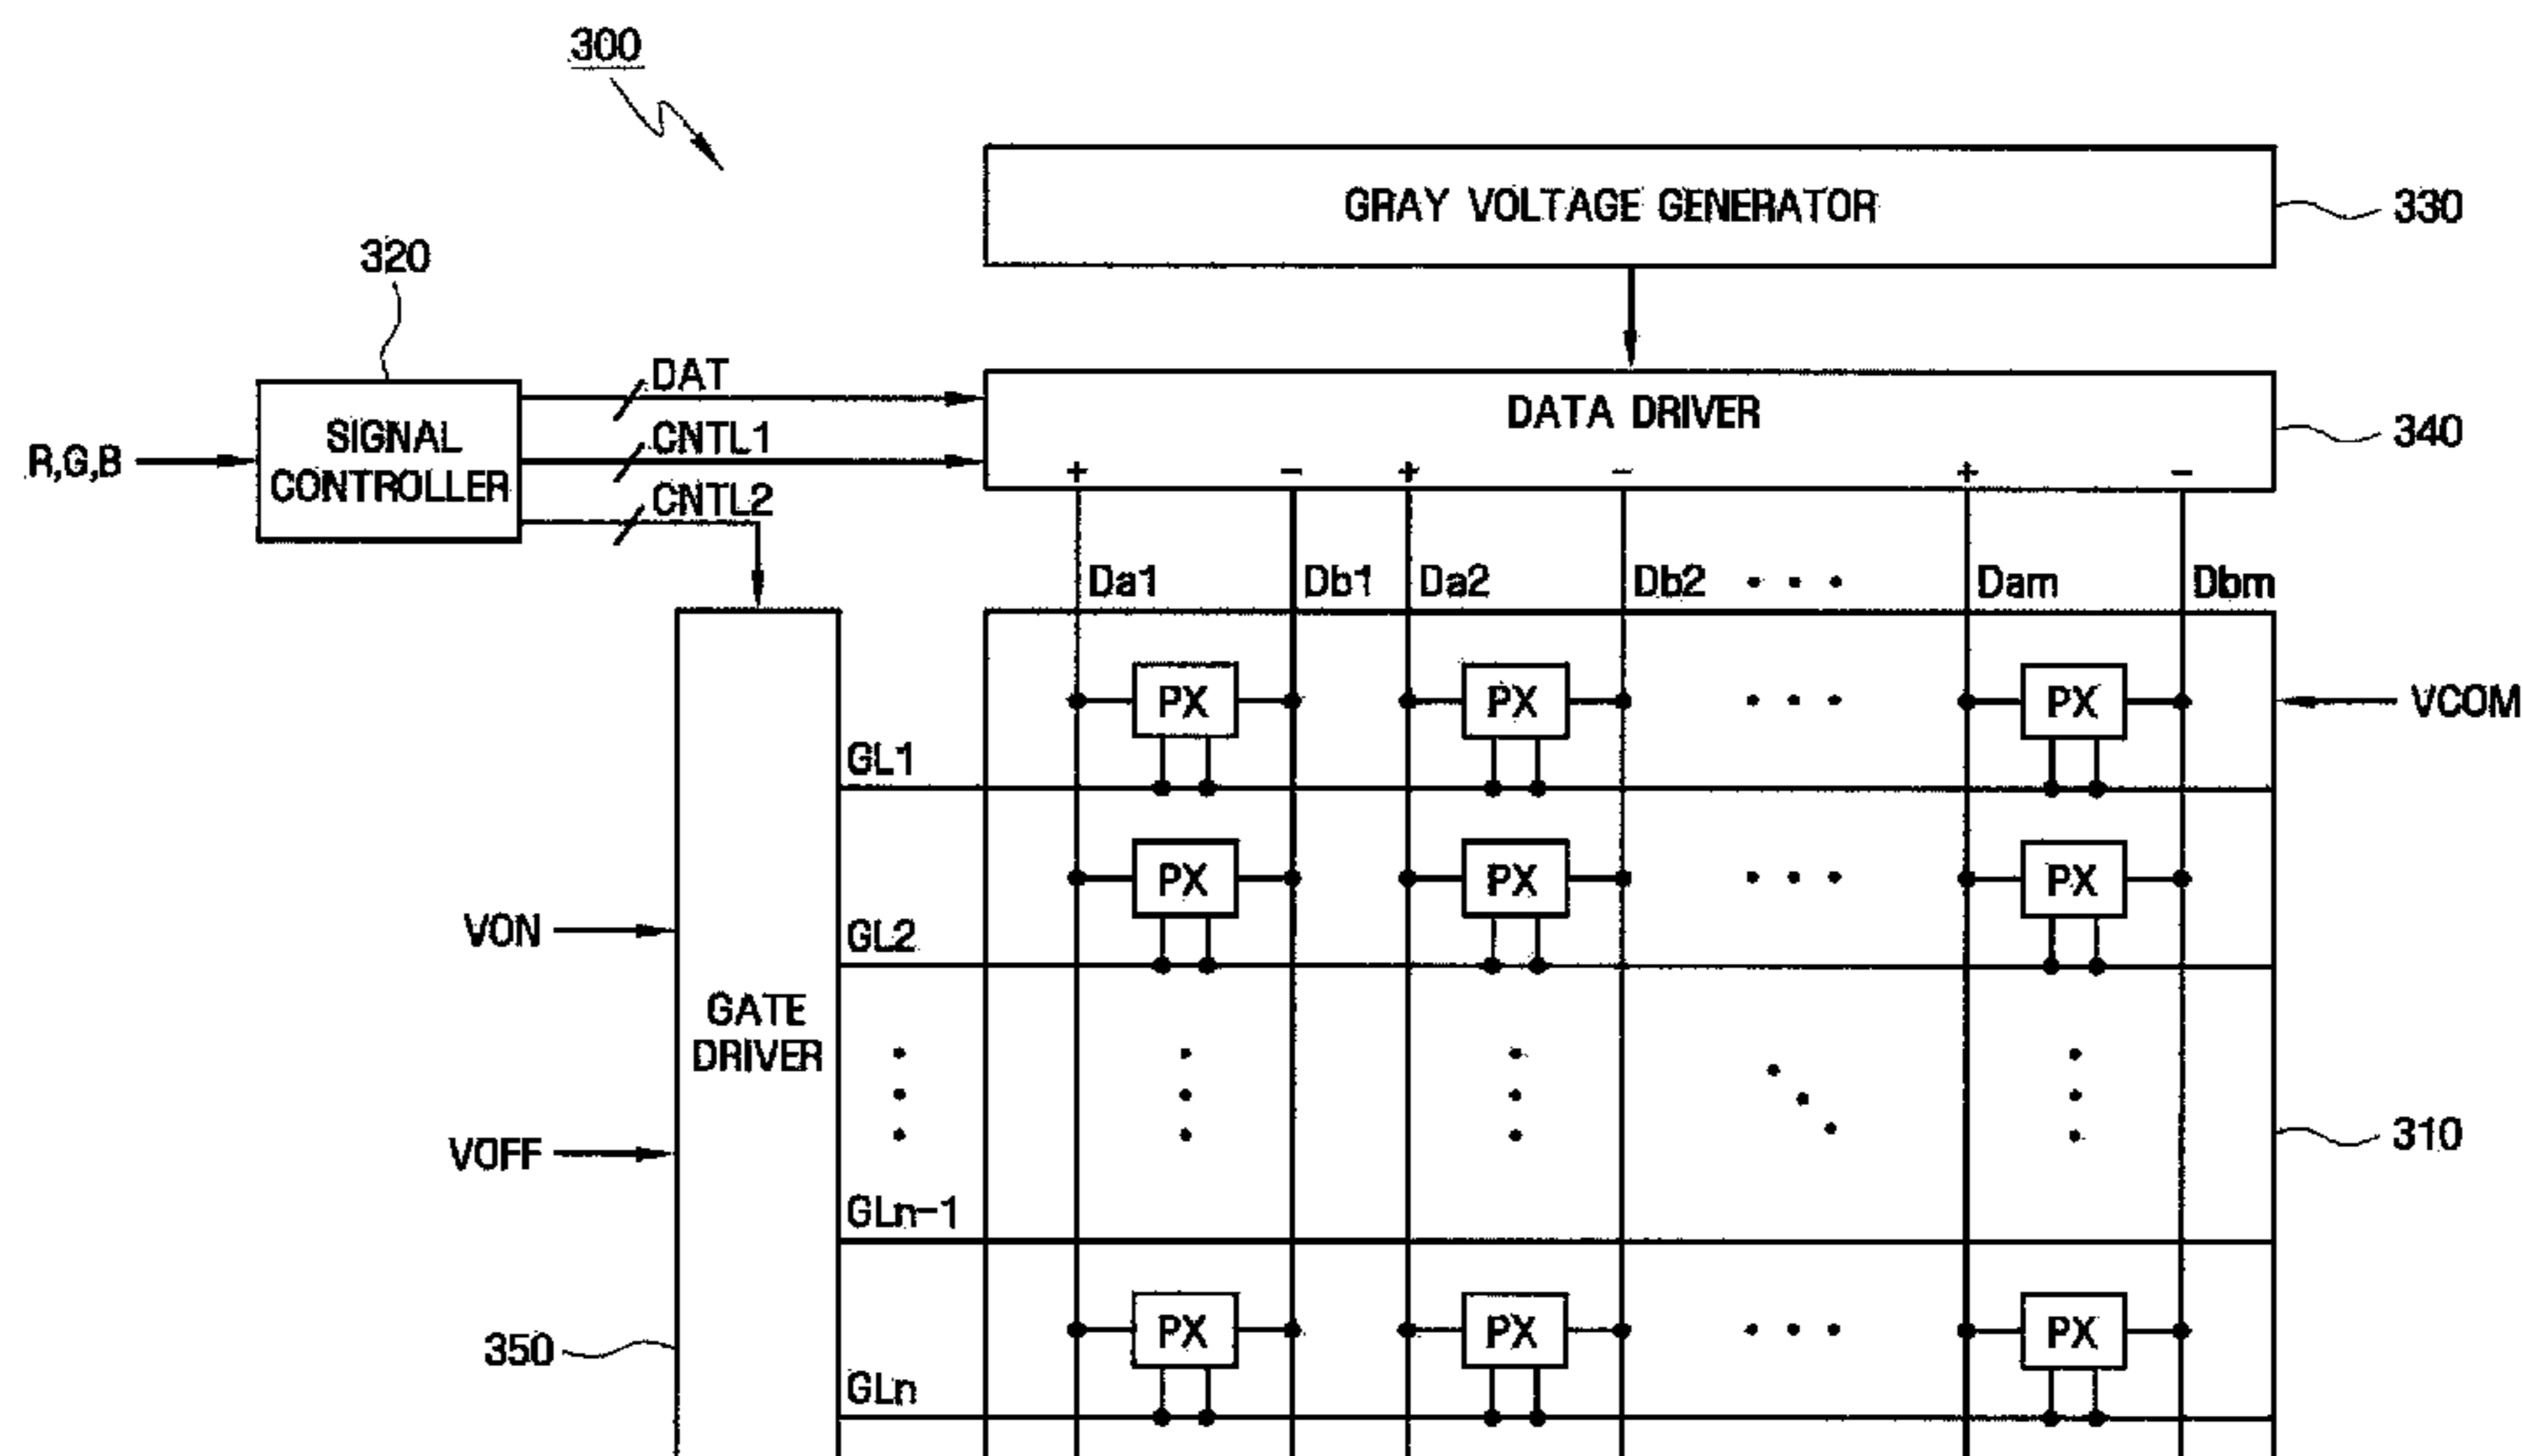 300
GRAY VOLTAGE GENERATOR
330
320
DAT
DATA DRIVER
340
SIGNAL
CONTROLLER
R,G,B
CNTL1
CNTL2
+ - + - + -
Da1 Db1 Da2 Db2 ... Dam Dbm
PX PX ... PX
VCOM
GL1
PX PX ... PX
VON
GL2
GATE
DRIVER
VOFF
310
GLn-1
PX PX ... PX
350
GLn